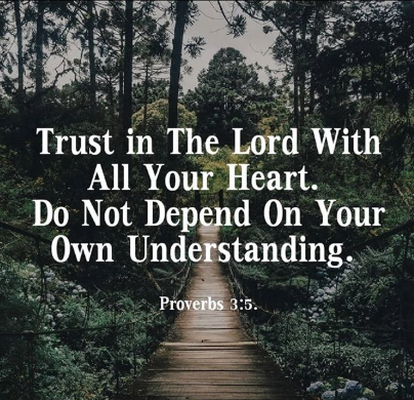 Trust in The Lord With
All Your Heart.
Do Not Depend On Your
Own Understanding.
Proverbs 3:5.